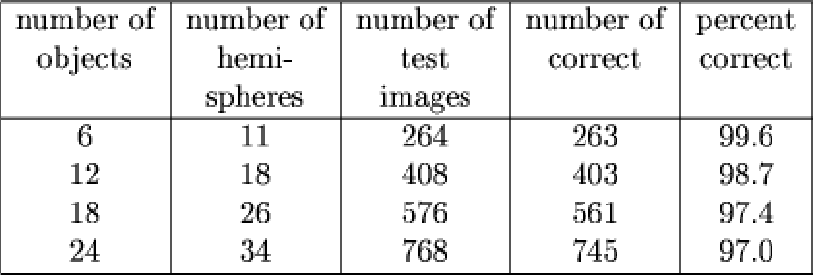 number of number of number of number of percent
objects hemi- test correct correct
spheres images
6 11 264 263 99.6
12 18 408 403 98.7
18 26 576 561 97.4
24 34 768 745 97.0